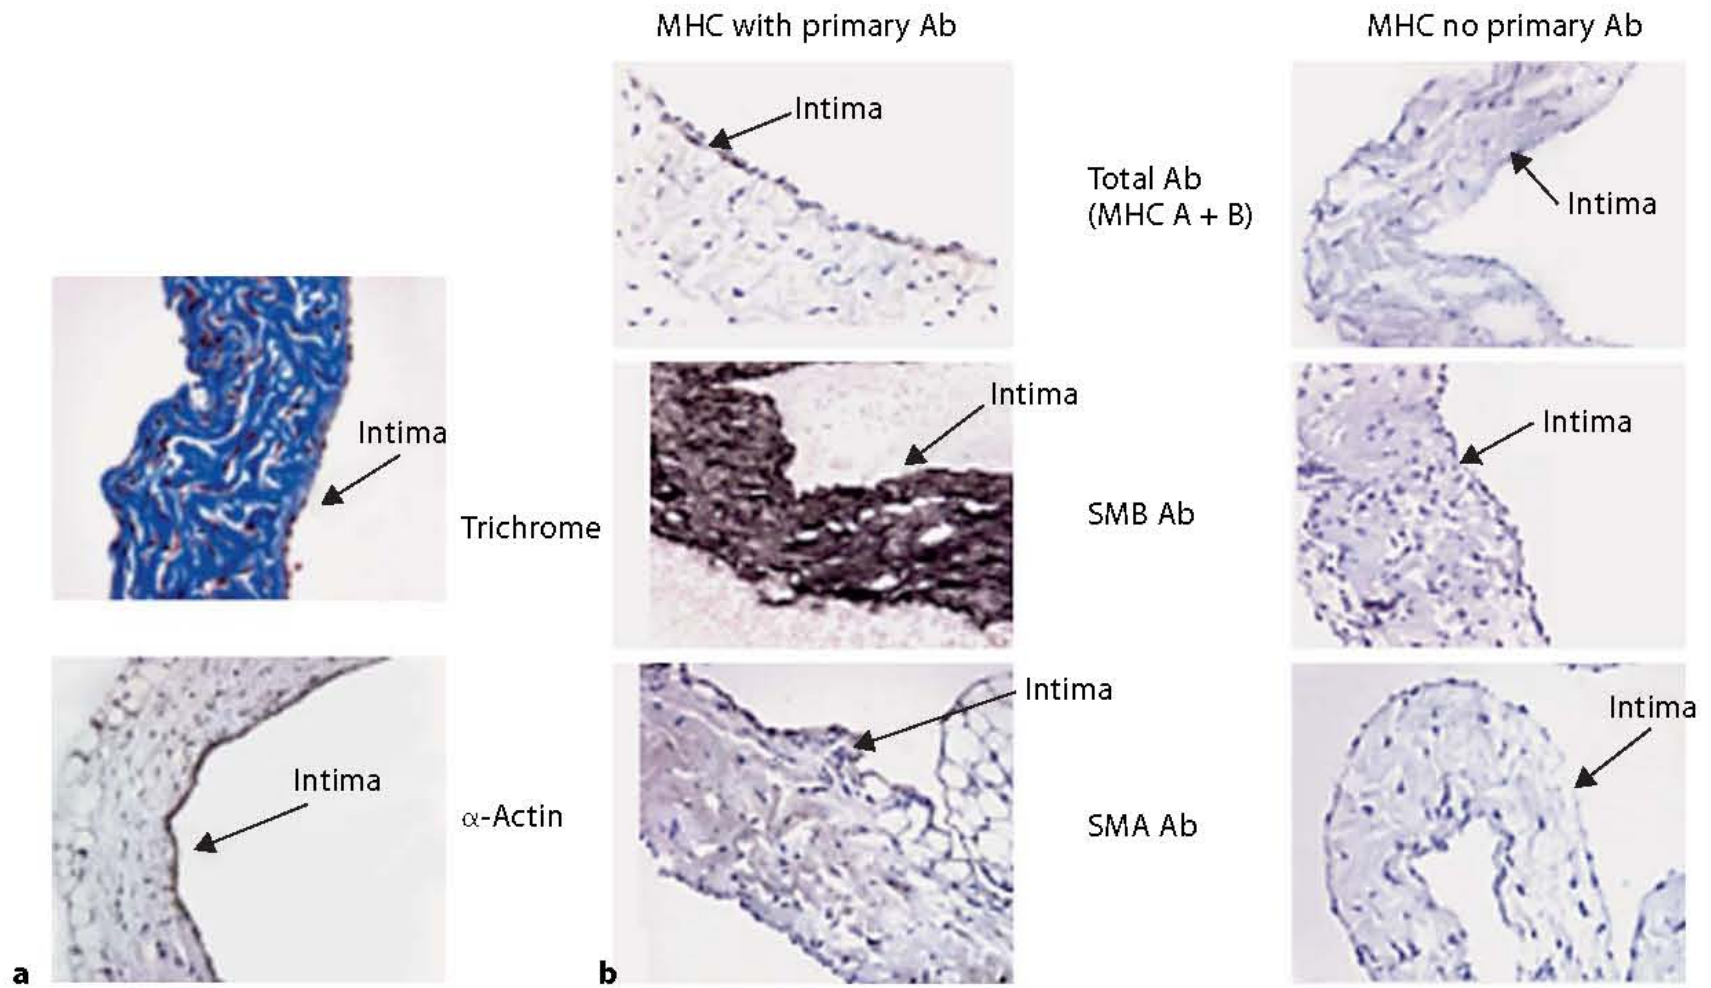 MHC with primary Ab
MHC no primary Ab
Intima
Total Ab
(MHC A + B)
Intima
Intima
Trichrome
Intima
SMB Ab
Intima
Intima
α-Actin
Intima
SMA Ab
Intima
a
b